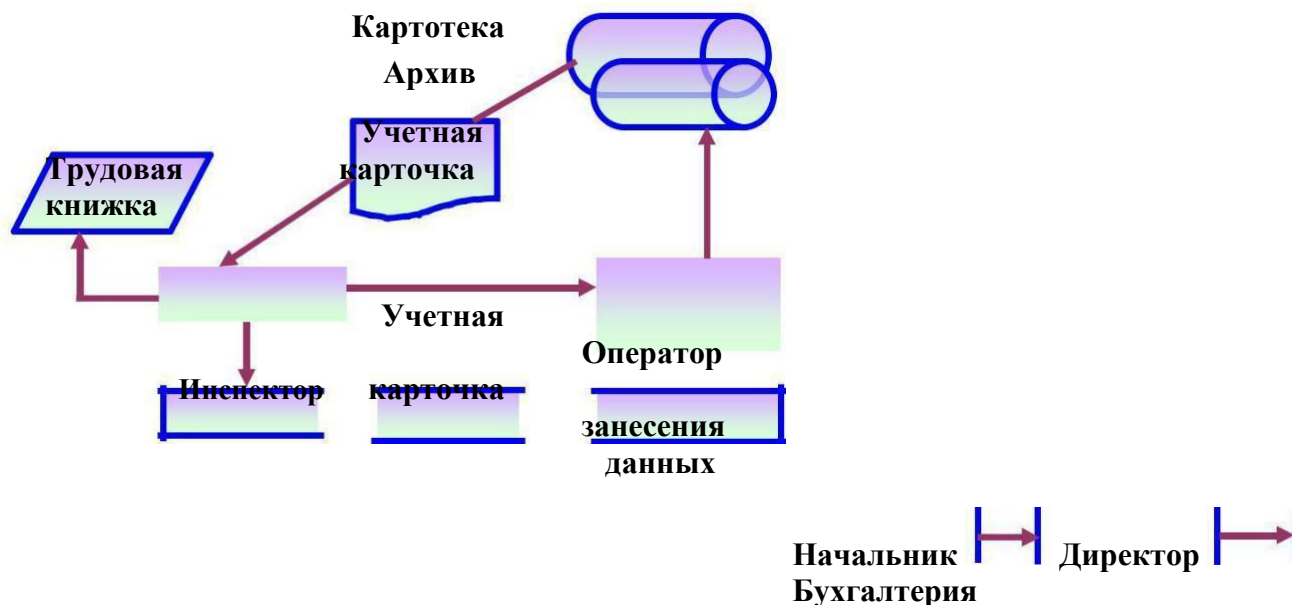 Картотека
Архив
Учетная
карточка
Трудовая
книжка
Учетная
Оператор
Инспектор
карточка
занесения
данных
Начальник
Директор
Бухгалтерия